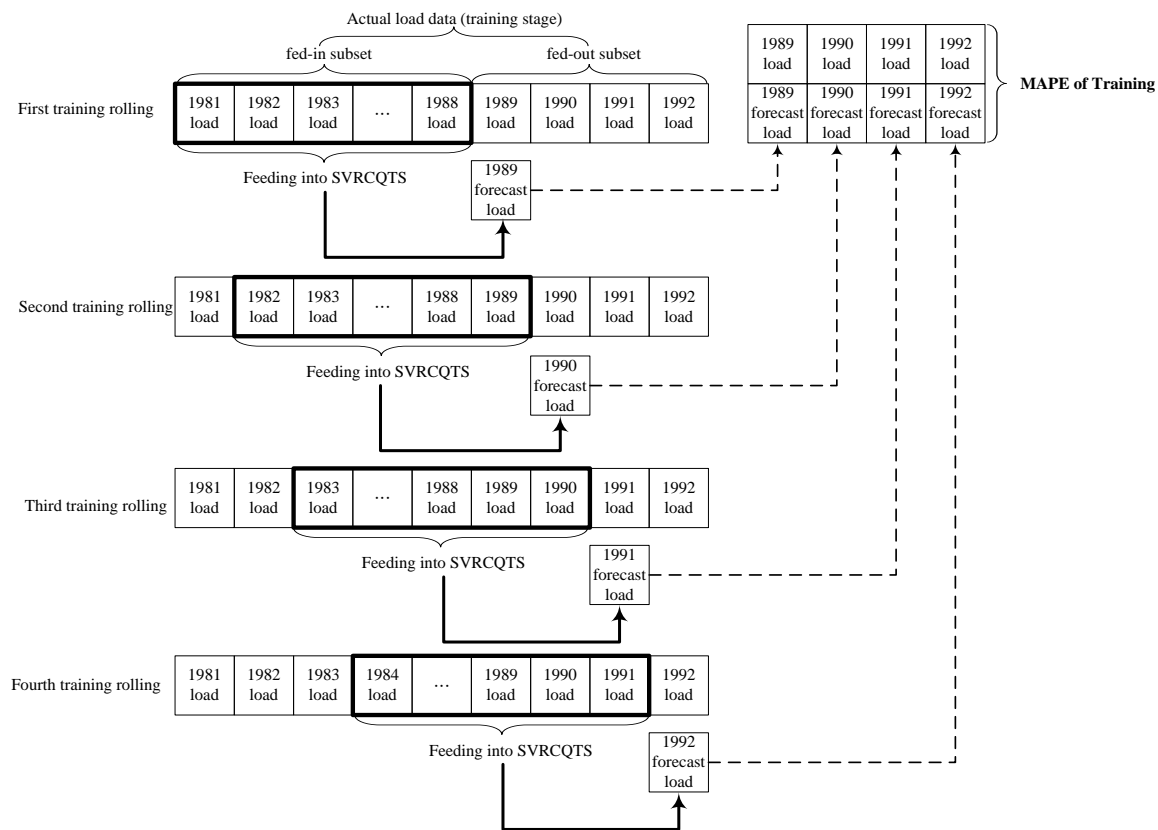 Actual load data (training stage)
fed-in subset
fed-out subset
First training rolling
1981 load
1982 load
1983 load
...
1988 load
1989 load
1990 load
1991 load
1992 load
Feeding into SVRCQTS
1989 forecast load
1989 load
1990 load
1991 load
1992 load
1989 forecast load
1990 forecast load
1991 forecast load
1992 forecast load
MAPE of Training
Second training rolling
1981 load
1982 load
1983 load
...
1988 load
1989 load
1990 load
1991 load
1992 load
Feeding into SVRCQTS
1990 forecast load
Third training rolling
1981 load
1982 load
1983 load
...
1988 load
1989 load
1990 load
1991 load
1992 load
Feeding into SVRCQTS
1991 forecast load
Fourth training rolling
1981 load
1982 load
1983 load
1984 load
...
1989 load
1990 load
1991 load
1992 load
Feeding into SVRCQTS
1992 forecast load